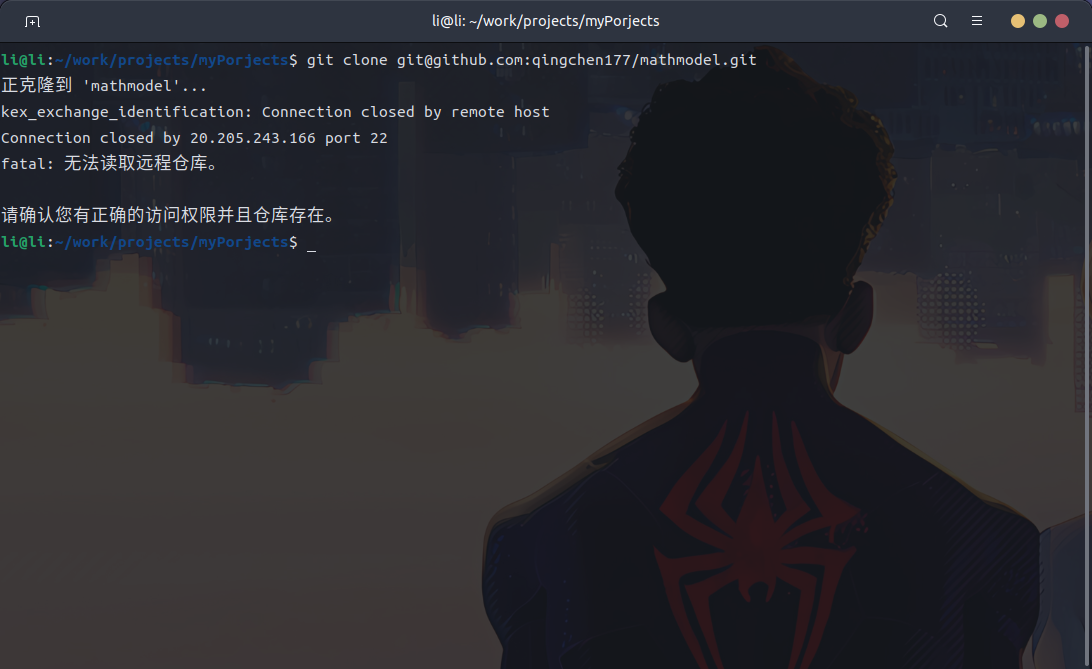 li@li: ~/work/projects/myPorjects
li@li:~/work/projects/myPorjects$ git clone git@github.com:qingchen177/mathmodel.git
正克隆到 'mathmodel'...
kex_exchange_identification: Connection closed by remote host
Connection closed by 20.205.243.166 port 22
fatal: 无法读取远程仓库。
请确认您有正确的访问权限并且仓库存在。
li@li:~/work/projects/myPorjects$ _